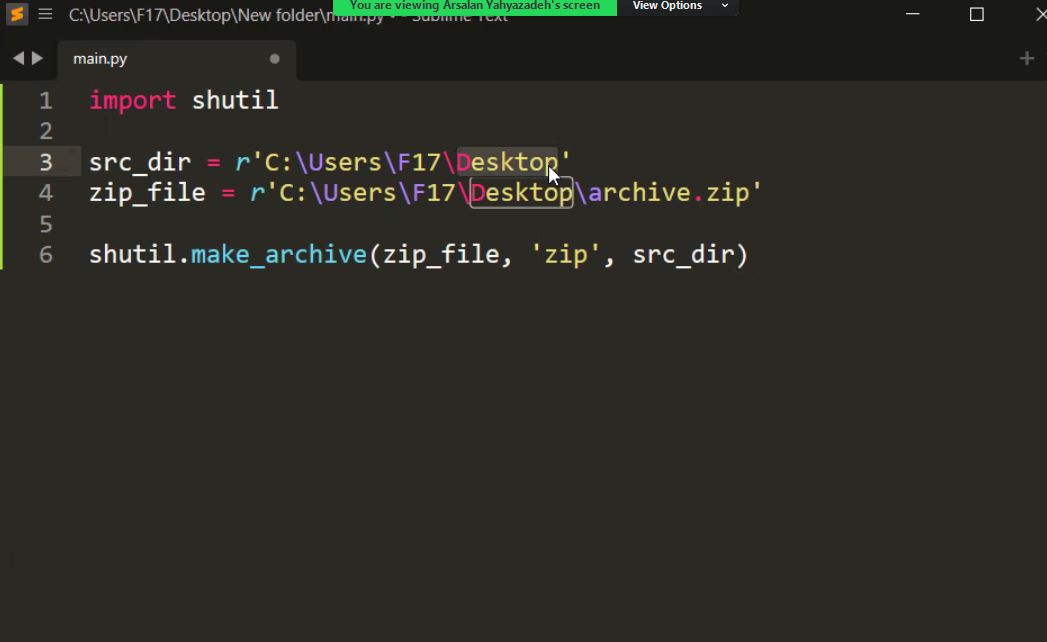 You are viewing Arsalan Yahyazadeh's screen
View Options
C:\Users\F17\Desktop\New folder\main.py - Sublime Text
main.py
1 import shutil
2
3 src_dir = r'C:\Users\F17\Desktop'
4 zip_file = r'C:\Users\F17\Desktop\archive.zip'
5
6 shutil.make_archive(zip_file, 'zip', src_dir)